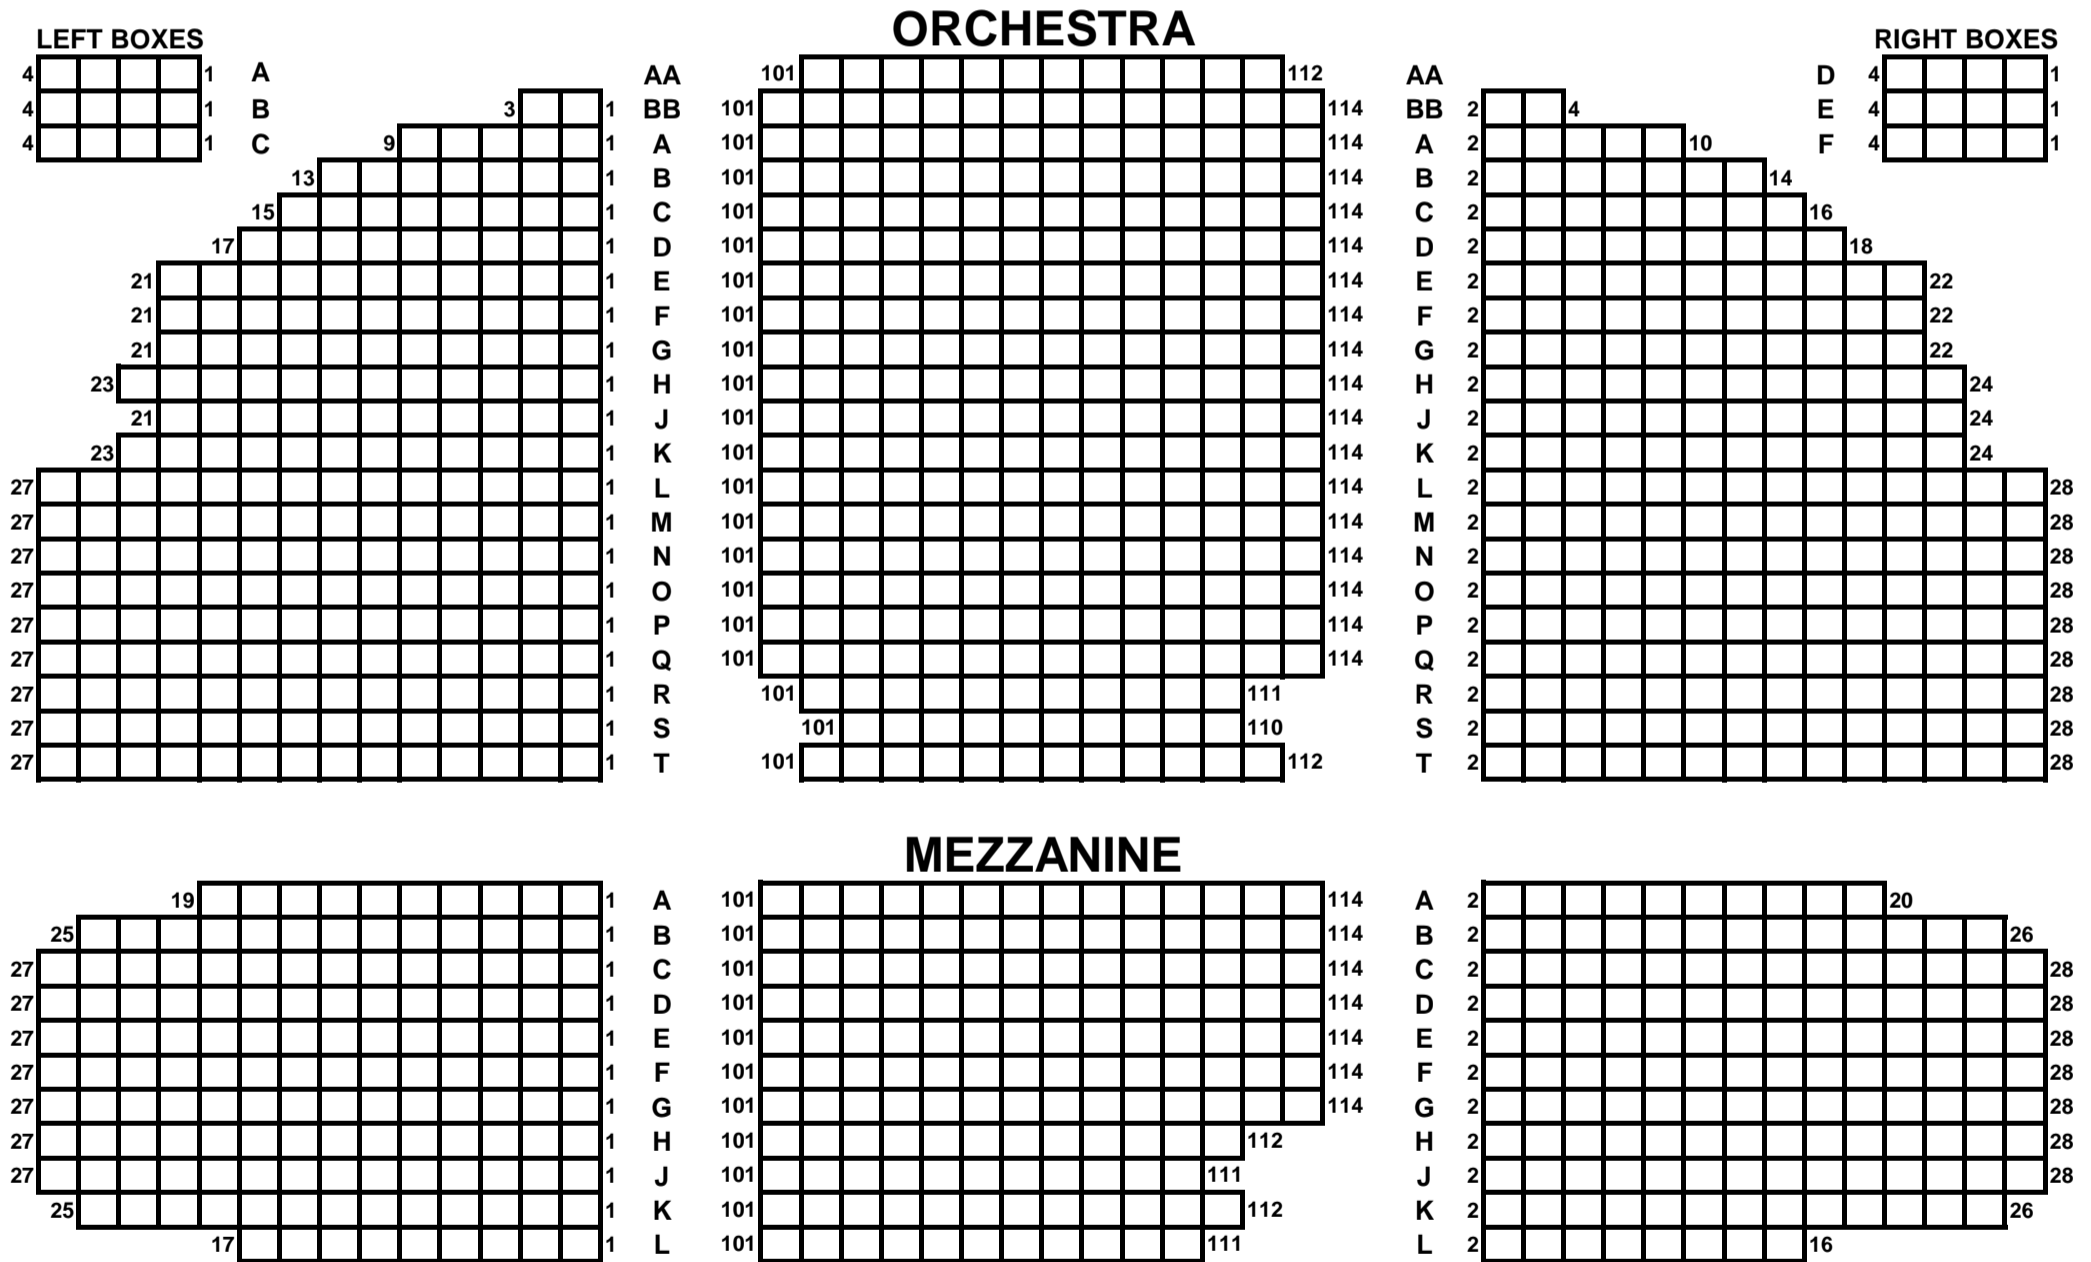 ORCHESTRA
LEFT BOXES RIGHT BOXES
4 1 A AA 101 112 AA D 4 1
4 1 B 3 1 BB 101 114 BB 2 4 E 4 1
4 1 C 9 1 A 101 114 A 2 10 F 4 1
13 1 B 101 114 B 2 14
15 1 C 101 114 C 2 16
17 1 D 101 114 D 2 18
21 1 E 101 114 E 2 22
21 1 F 101 114 F 2 22
21 1 G 101 114 G 2 22
23 1 H 101 114 H 2 24
21 1 J 101 114 J 2 24
23 1 K 101 114 K 2 24
27 1 L 101 114 L 2 28
27 1 M 101 114 M 2 28
27 1 N 101 114 N 2 28
27 1 O 101 114 O 2 28
27 1 P 101 114 P 2 28
27 1 Q 101 114 Q 2 28
27 1 R 101 111 R 2 28
27 1 S 101 110 S 2 28
27 1 T 101 112 T 2 28
MEZZANINE
19 1 A 101 114 A 2 20
25 1 B 101 114 B 2 26
27 1 C 101 114 C 2 28
27 1 D 101 114 D 2 28
27 1 E 101 114 E 2 28
27 1 F 101 114 F 2 28
27 1 G 101 114 G 2 28
27 1 H 101 112 H 2 28
27 1 J 101 111 J 2 28
25 1 K 101 112 K 2 26
17 1 L 101 111 L 2 16